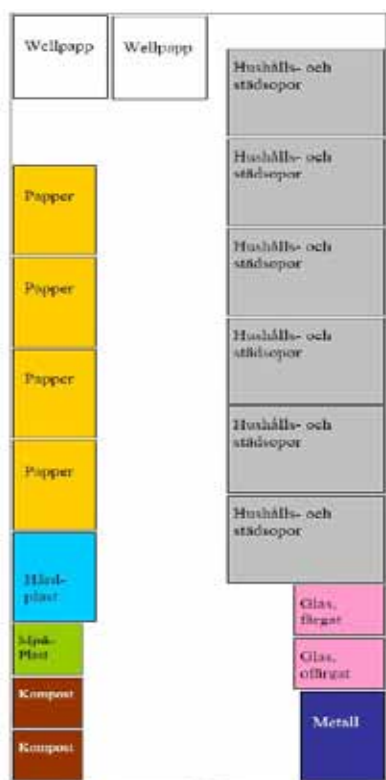 Wellpapp
Wellpapp
Papper
Papper
Papper
Papper
Hård-
plast
Mjuk-
Plast
Kompost
Kompost
Hushålls- och
städsopor
Hushålls- och
städsopor
Hushålls- och
städsopor
Hushålls- och
städsopor
Hushålls- och
städsopor
Hushålls- och
städsopor
Glas,
färgat
Glas,
ofärgat
Metall